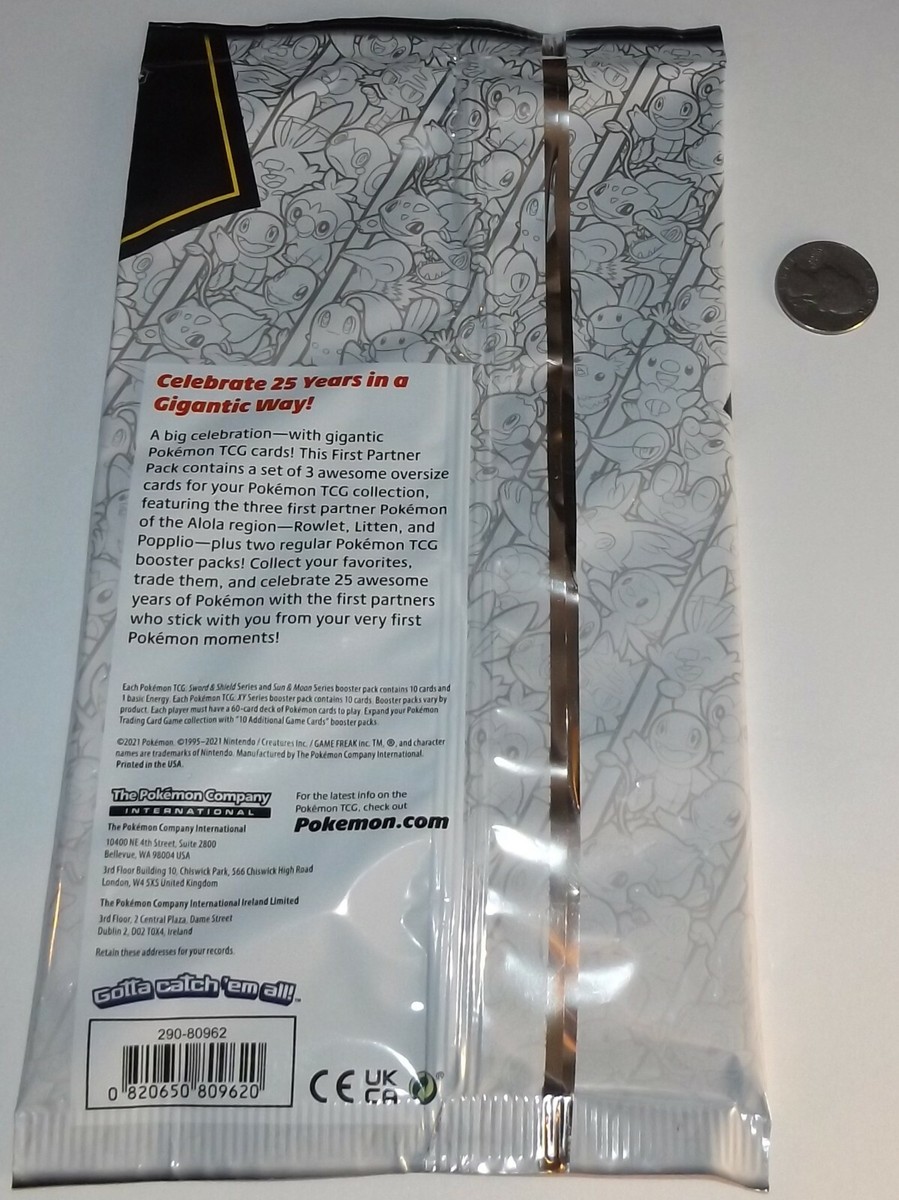 Celebrate 25 Years in a
Gigantic Way!
A big celebration—with gigantic
Pokémon TCG cards! This First Partner
Pack contains a set of 3 awesome oversize
cards for your Pokémon TCG collection,
featuring the three first partner Pokémon
of the Alola region—Rowlet, Litten, and
Popplio—plus two regular Pokémon TCG
booster packs! Collect your favorites,
trade them, and celebrate 25 awesome
years of Pokémon with the first partners
who stick with you from your very first
Pokémon moments!
Each Pokémon TCG: Sword & Shield Series and Sun & Moon Series booster pack contains 10 cards and
1 basic Energy. Each Pokémon TCG: XY Series booster pack contains 10 cards. Booster packs vary by
product. Each player must have a 60-card deck of Pokémon cards to play. Expand your Pokémon
Trading Card Game collection with "10 Additional Game Cards" booster packs.
©2021 Pokémon. ©1995–2021 Nintendo / Creatures Inc. / GAME FREAK inc. TM, ®, and character
names are trademarks of Nintendo. Manufactured by The Pokémon Company International.
Printed in the USA.
The Pokémon Company
INTERNATIONAL
For the latest info on the
Pokémon TCG, check out
Pokemon.com
The Pokémon Company International
10400 NE 4th Street, Suite 2800
Bellevue, WA 98004 USA
3rd Floor Building 10, Chiswick Park, 566 Chiswick High Road
London, W4 5XS United Kingdom
The Pokémon Company International Ireland Limited
3rd Floor, 2 Central Plaza, Dame Street
Dublin 2, D02 T0X4, Ireland
Retain these addresses for your records.
Gotta catch 'em all!™
290-80962
0 820650 809620
CE UK
CA ®